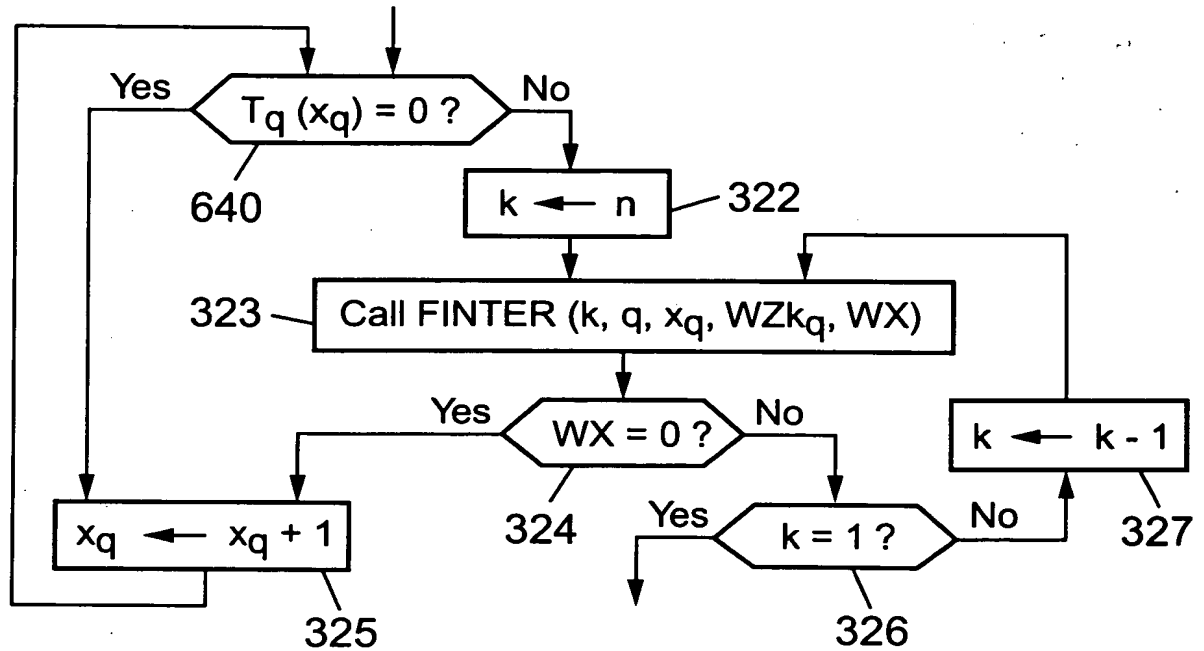 Yes
No
Tq (xq) = 0 ?
640
k ← n
322
323
Call FINTER (k, q, xq, WZkq, WX)
Yes
No
WX = 0 ?
324
k ← k - 1
327
xq ← xq + 1
325
Yes
No
k = 1 ?
326